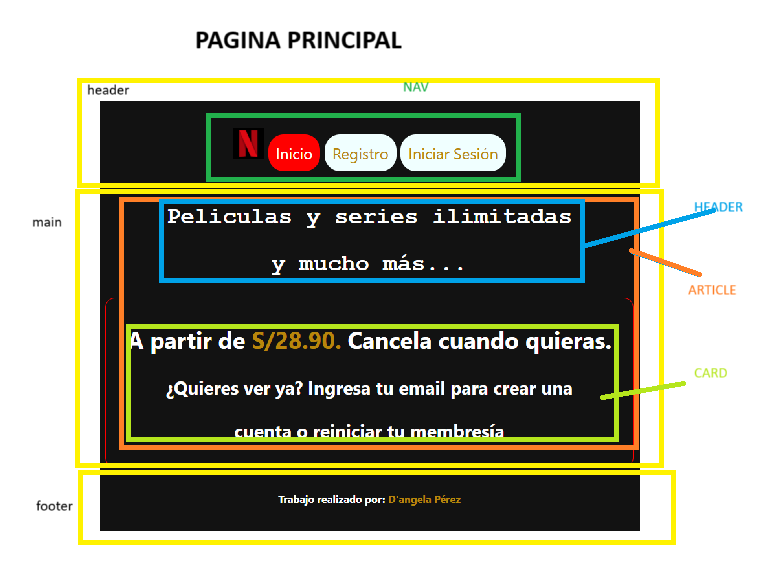 PAGINA PRINCIPAL
header
NAV
N
Inicio
Registro
Iniciar Sesión
main
Peliculas y series ilimitadas
y mucho más...
HEADER
ARTICLE
A partir de S/28.90. Cancela cuando quieras.
¿Quieres ver ya? Ingresa tu email para crear una
cuenta o reiniciar tu membresía
CARD
footer
Trabajo realizado por: D'angela Pérez